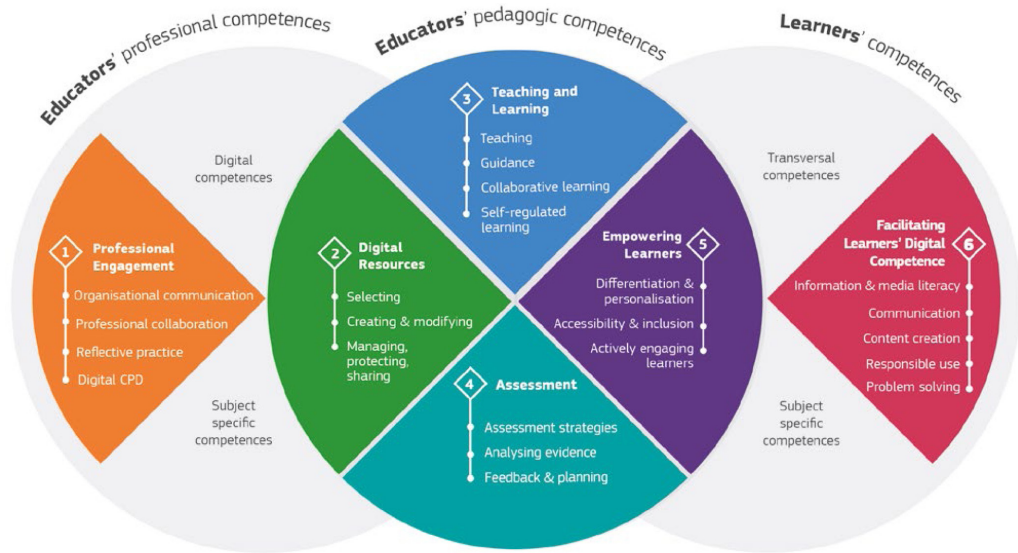 Educators' professional competences
Educators' pedagogic competences
Learners' competences
Digital
competences
Transversal
competences
1
Professional
Engagement
Organisational communication
Professional collaboration
Reflective practice
Digital CPD
2
Digital
Resources
Selecting
Creating & modifying
Managing,
protecting,
sharing
3
Teaching and
Learning
Teaching
Guidance
Collaborative learning
Self-regulated
learning
4
Assessment
Assessment strategies
Analysing evidence
Feedback & planning
5
Empowering
Learners
Differentiation &
personalisation
Accessibility & inclusion
Actively engaging
learners
6
Facilitating
Learners' Digital
Competence
Information & media literacy
Communication
Content creation
Responsible use
Problem solving
Subject
specific
competences
Subject
specific
competences